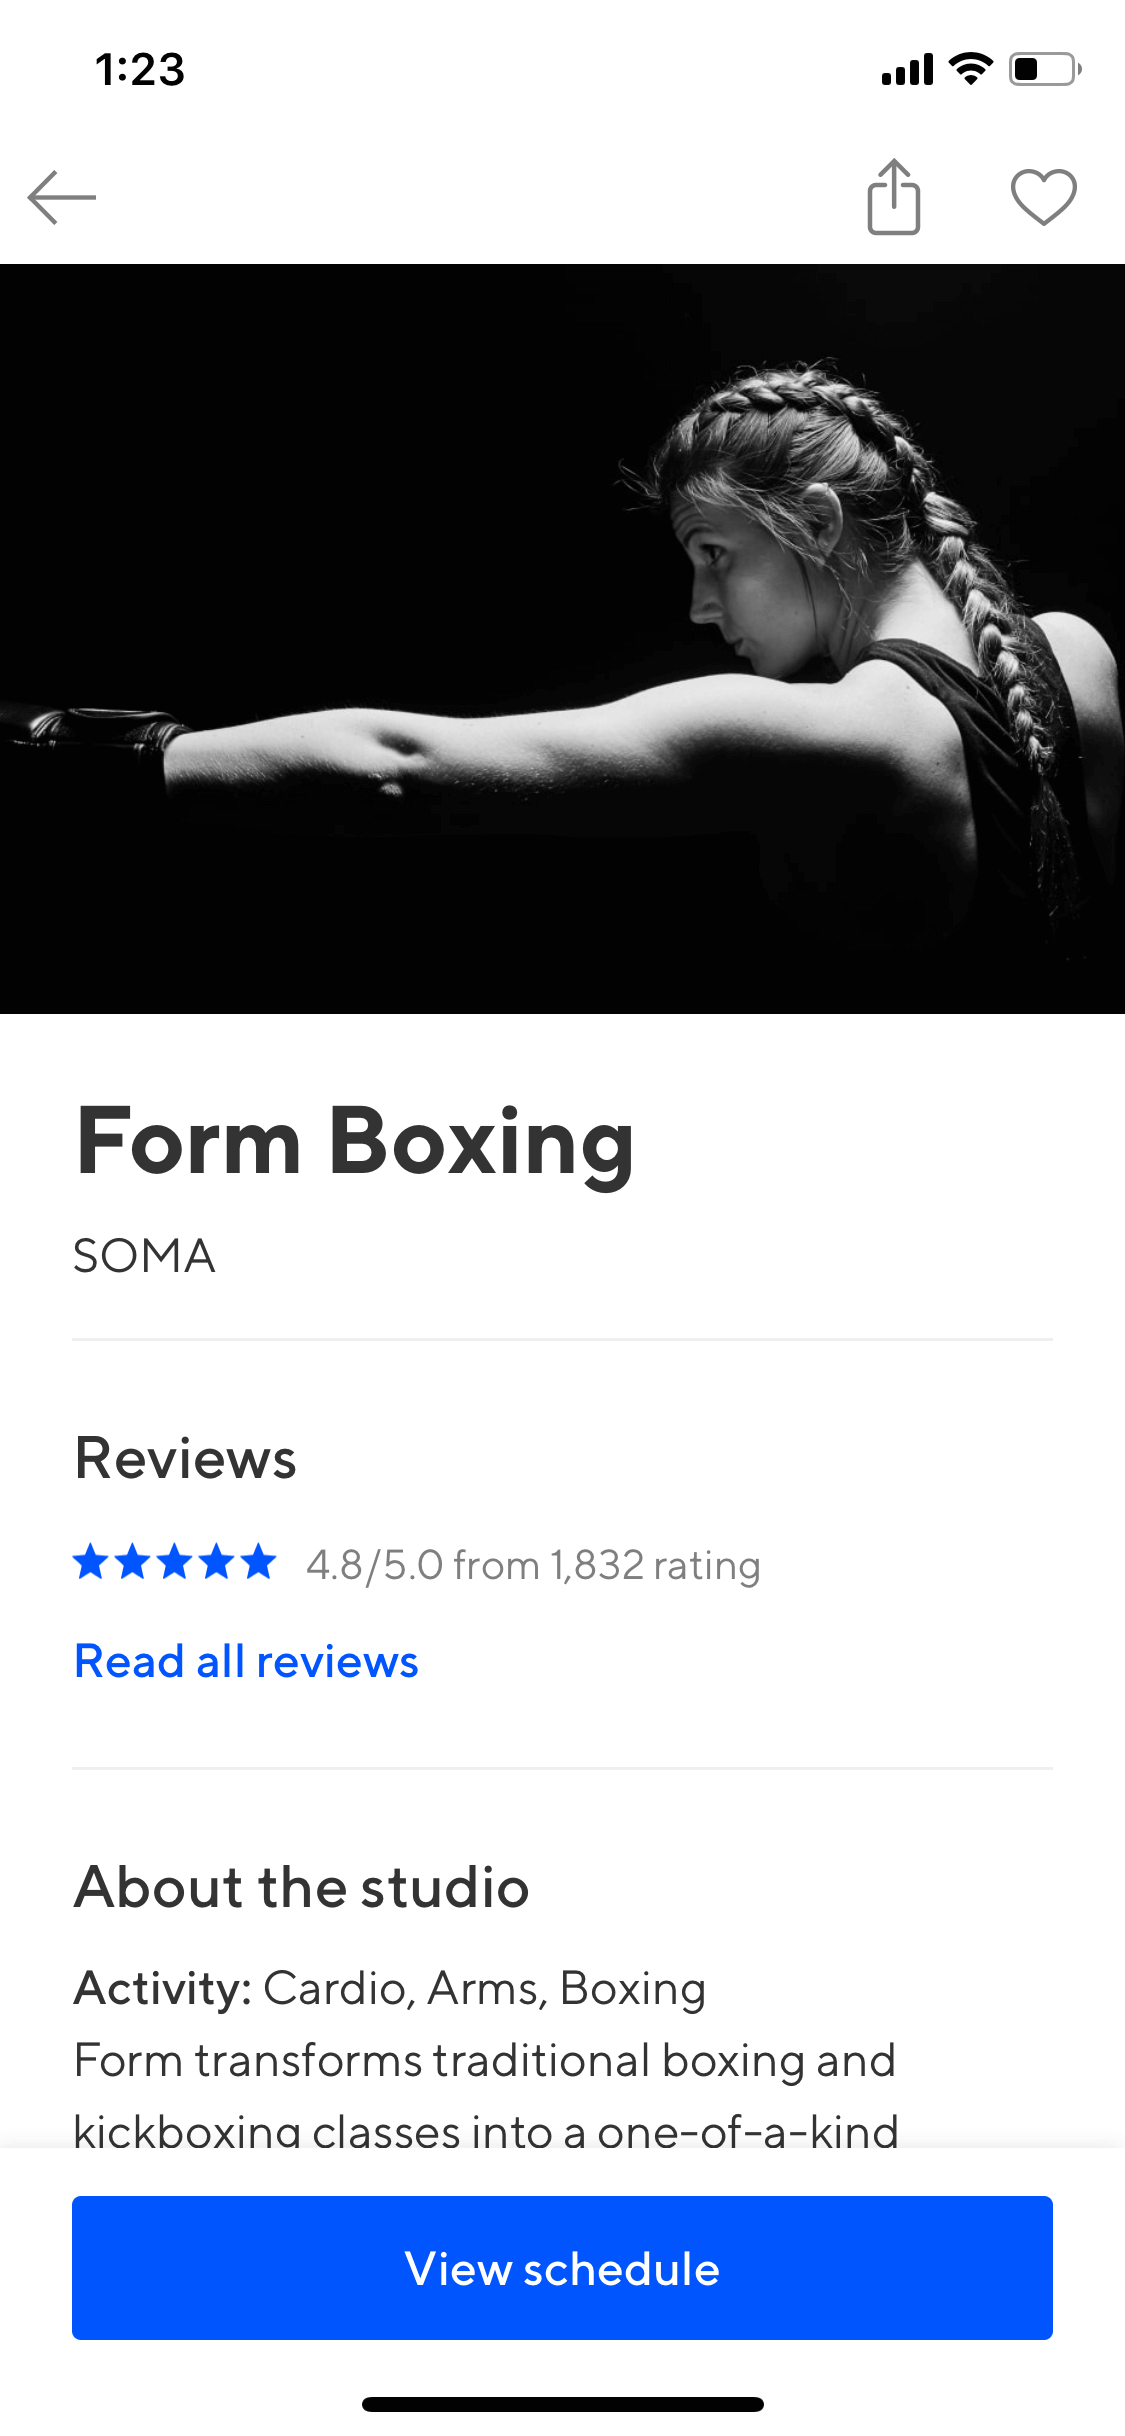 1:23
Form Boxing
SOMA
Reviews
4.8/5.0 from 1,832 rating
Read all reviews
About the studio
Activity: Cardio, Arms, Boxing
Form transforms traditional boxing and
kickboxing classes into a one-of-a-kind
View schedule